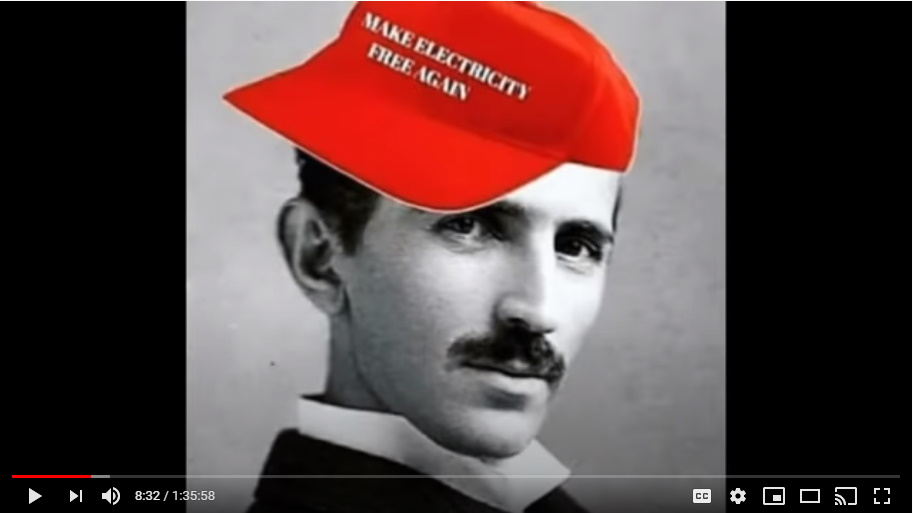 MAKE ELECTRICITY
FREE AGAIN
8:32 / 1:35:58
CC